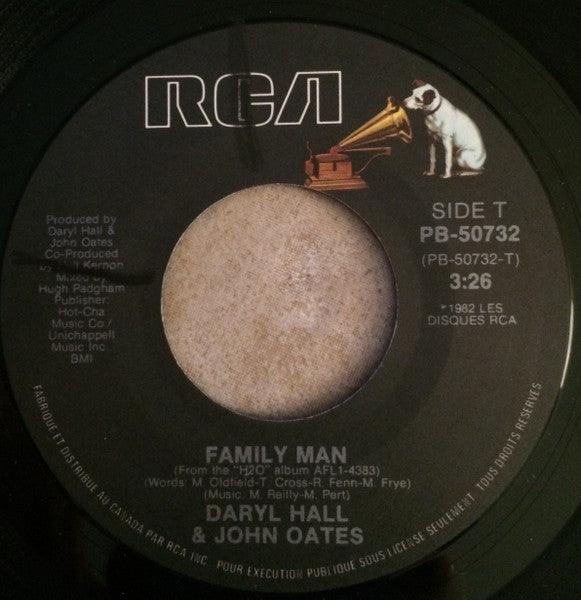 RCA
SIDE T
PB-50732
(PB-50732-T)
3:26
*1982 LES
DISQUES RCA
Produced by
Daryl Hall &
John Oates
Co-Produced
by Neil Kernon
Mixed by
Hugh Padgham
Publisher:
Hot-Cha
Music Co/
Unichappell
Music Inc.
BMI
FAMILY MAN
(From the "H2O" album AFL1-4383)
(Words: M. Oldfield-T. Cross-R. Fenn-M. Frye)
(Music: M. Reilly-M. Pert)
DARYL HALL
& JOHN OATES
FABRIQUÉ ET DISTRIBUÉ AU CANADA PAR RCA INC. POUR EXECUTION PUBLIQUE SOUS LICENSE SEULEMENT. TOUS DROITS RESERVES